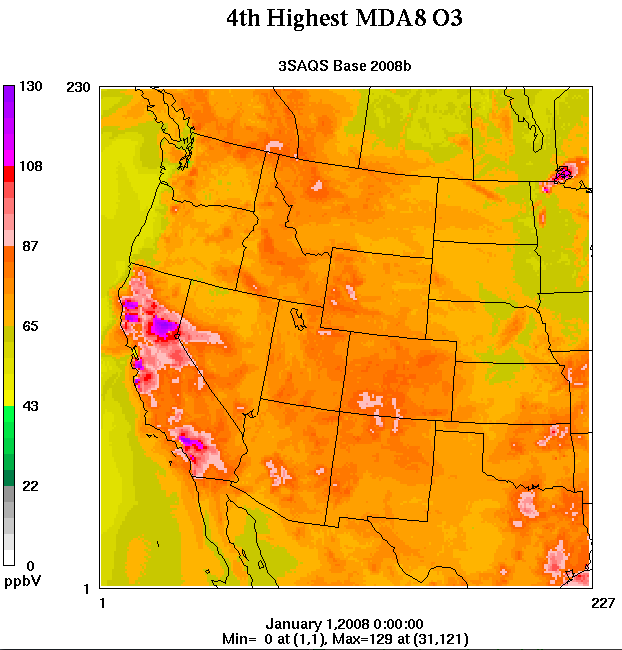 4th Highest MDA8 O3
3SAQS Base 2008b
130
108
87
65
43
22
0
ppbV
230
1
1
227
January 1,2008 0:00:00
Min= 0 at (1,1), Max=129 at (31,121)